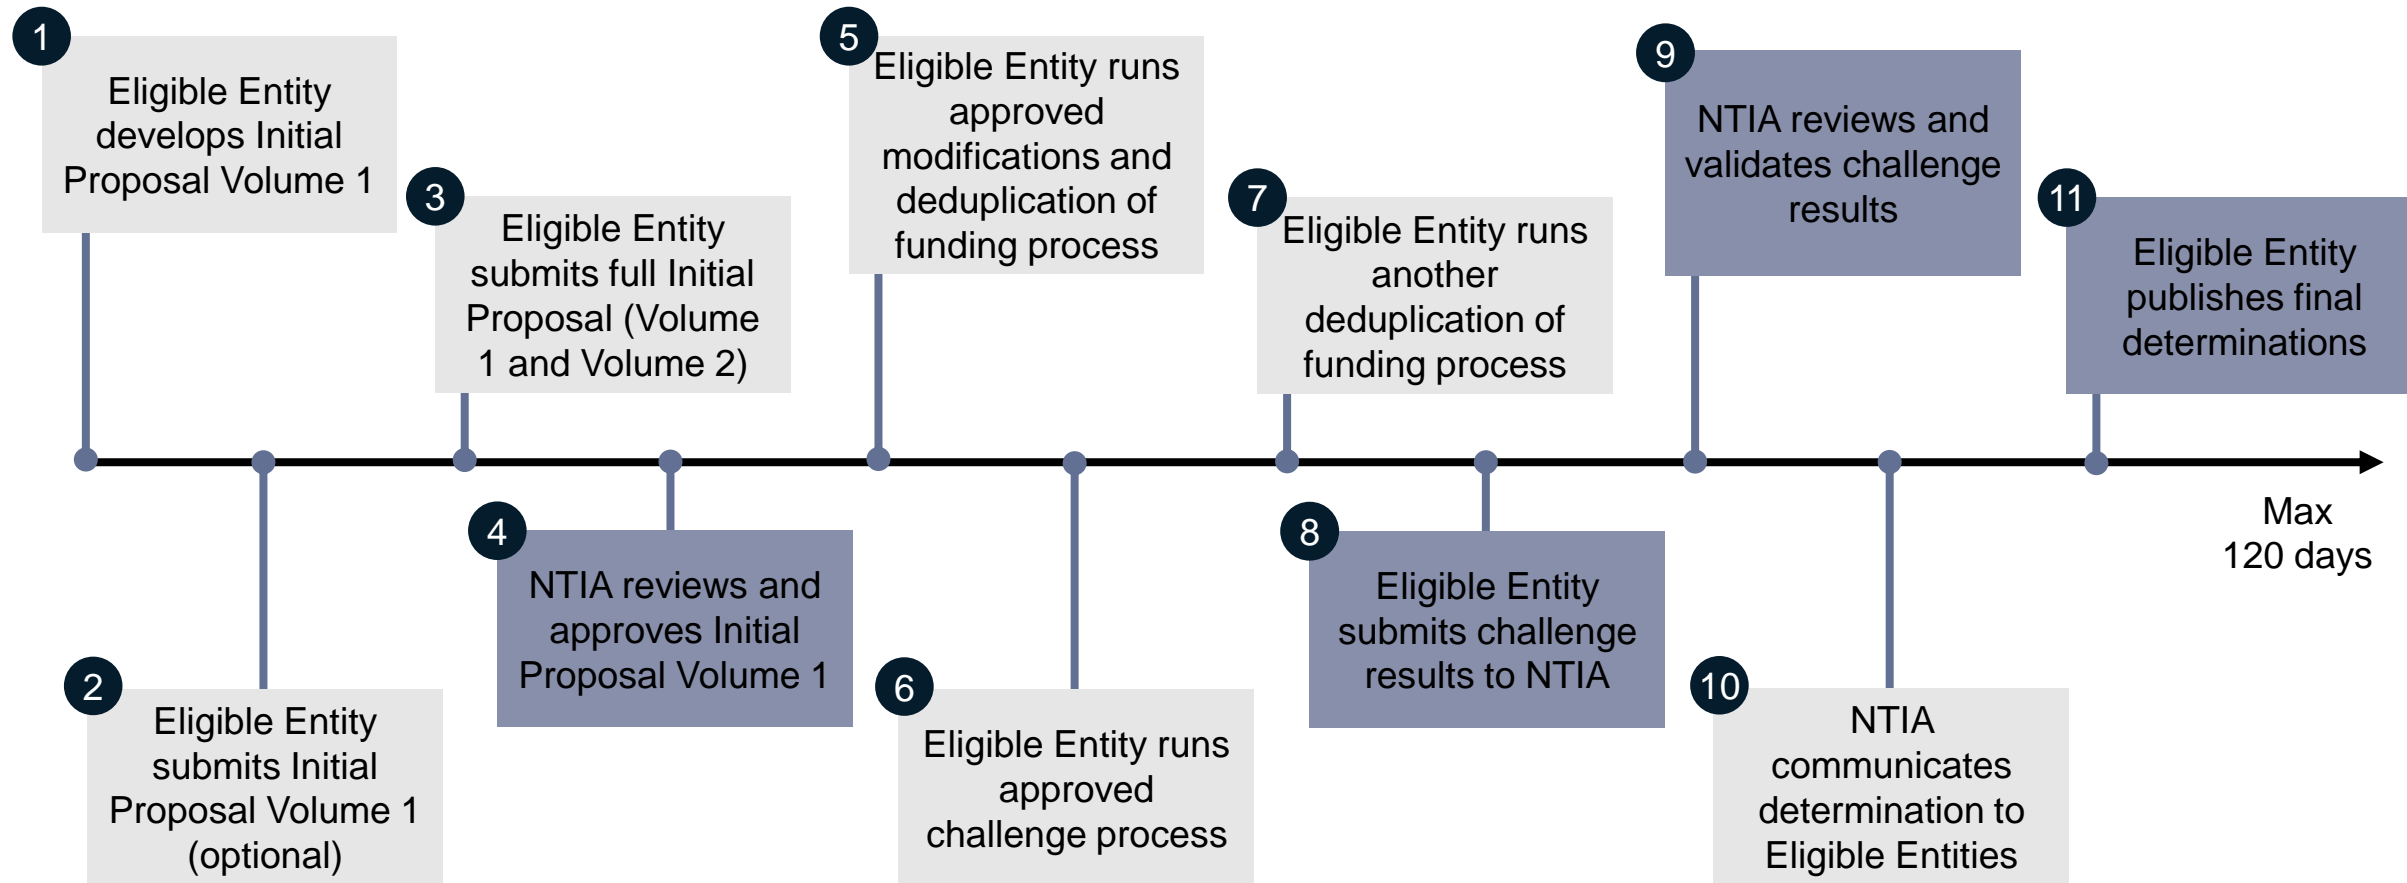 1
Eligible Entity
develops Initial
Proposal Volume 1
2
Eligible Entity
submits Initial
Proposal Volume 1
(optional)
3
Eligible Entity
submits full Initial
Proposal (Volume
1 and Volume 2)
4
NTIA reviews and
approves Initial
Proposal Volume 1
5
Eligible Entity runs
approved
modifications and
deduplication of
funding process
6
Eligible Entity runs
approved
challenge process
7
Eligible Entity runs
another
deduplication of
funding process
8
Eligible Entity
submits challenge
results to NTIA
9
NTIA reviews and
validates challenge
results
10
NTIA
communicates
determination to
Eligible Entities
11
Eligible Entity
publishes final
determinations
Max
120 days